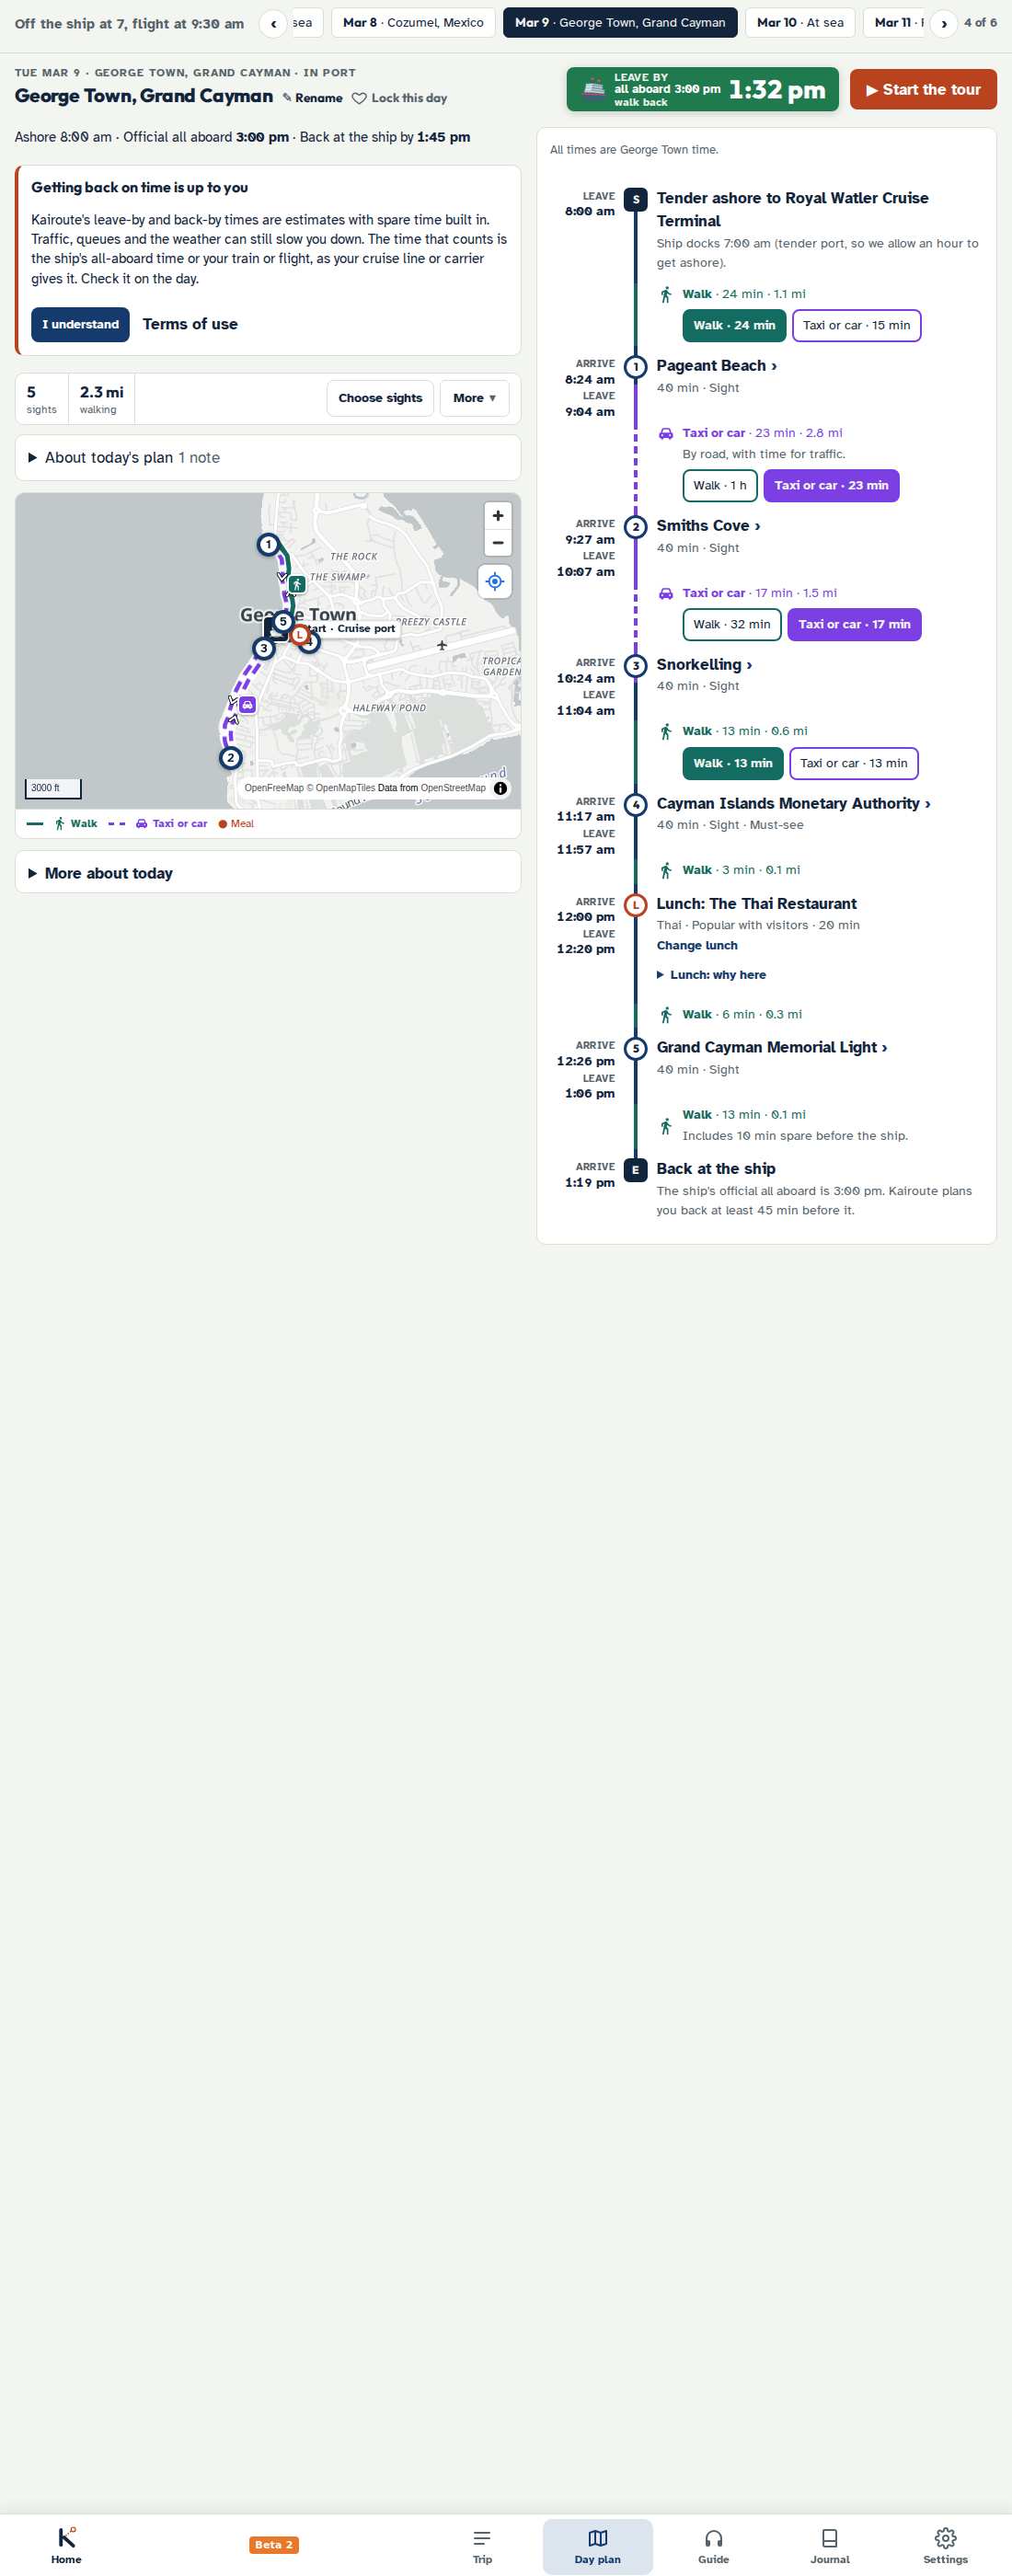 Off the ship at 7, flight at 9:30 am
‹
sea
Mar 8 · Cozumel, Mexico
Mar 9 · George Town, Grand Cayman
Mar 10 · At sea
Mar 11 ·
›
4 of 6
TUE MAR 9 · GEORGE TOWN, GRAND CAYMAN · IN PORT
George Town, Grand Cayman
✎ Rename
Lock this day
LEAVE BY
all aboard 3:00 pm
walk back
1:32 pm
▶ Start the tour
Ashore 8:00 am · Official all aboard 3:00 pm · Back at the ship by 1:45 pm
Getting back on time is up to you
Kairoute's leave-by and back-by times are estimates with spare time built in.
Traffic, queues and the weather can still slow you down. The time that counts is
the ship's all-aboard time or your train or flight, as your cruise line or carrier
gives it. Check it on the day.
I understand
Terms of use
5
sights
2.3 mi
walking
Choose sights
More ▼
▶ About today's plan 1 note
1
THE ROCK
THE SWAMP
George Town
5
Start · Cruise port
BREEZY CASTLE
L
4
3
TROPICA
GARDEN
HALFWAY POND
2
+
−
3000 ft
OpenFreeMap © OpenMapTiles Data from OpenStreetMap
Walk
Taxi or car
Meal
▶ More about today
All times are George Town time.
LEAVE
8:00 am
S
Tender ashore to Royal Watler Cruise
Terminal
Ship docks 7:00 am (tender port, so we allow an hour to
get ashore).
Walk · 24 min · 1.1 mi
Walk · 24 min
Taxi or car · 15 min
ARRIVE
8:24 am
LEAVE
9:04 am
1
Pageant Beach ›
40 min · Sight
Taxi or car · 23 min · 2.8 mi
By road, with time for traffic.
Walk · 1 h
Taxi or car · 23 min
ARRIVE
9:27 am
LEAVE
10:07 am
2
Smiths Cove ›
40 min · Sight
Taxi or car · 17 min · 1.5 mi
Walk · 32 min
Taxi or car · 17 min
ARRIVE
10:24 am
LEAVE
11:04 am
3
Snorkelling ›
40 min · Sight
Walk · 13 min · 0.6 mi
Walk · 13 min
Taxi or car · 13 min
ARRIVE
11:17 am
LEAVE
11:57 am
4
Cayman Islands Monetary Authority ›
40 min · Sight · Must-see
Walk · 3 min · 0.1 mi
ARRIVE
12:00 pm
LEAVE
12:20 pm
L
Lunch: The Thai Restaurant
Thai · Popular with visitors · 20 min
Change lunch
▶ Lunch: why here
Walk · 6 min · 0.3 mi
ARRIVE
12:26 pm
LEAVE
1:06 pm
5
Grand Cayman Memorial Light ›
40 min · Sight
Walk · 13 min · 0.1 mi
Includes 10 min spare before the ship.
ARRIVE
1:19 pm
E
Back at the ship
The ship's official all aboard is 3:00 pm. Kairoute plans
you back at least 45 min before it.
Home
Beta 2
Trip
Day plan
Guide
Journal
Settings